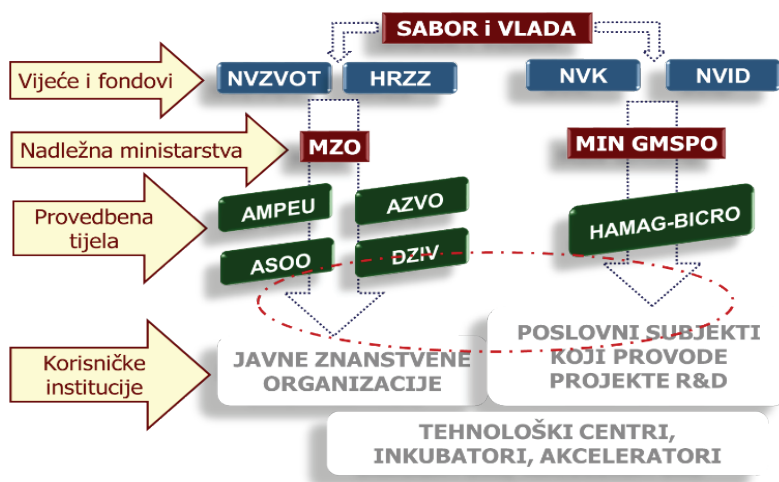 SABOR i VLADA
Vijeće i fondovi
NVZVOT
HRZZ
NVK
NVID
Nadležna ministarstva
MZO
MIN GMSPO
Provedbena
tijela
AMPEU
AZVO
HAMAG-BICRO
ASOO
DZIV
Korisničke
institucije
JAVNE ZNANSTVENE
ORGANIZACIJE
POSLOVNI SUBJEKTI
KOJI PROVODE
PROJEKTE R&D
TEHNOLOŠKI CENTRI,
INKUBATORI, AKCELERATORI